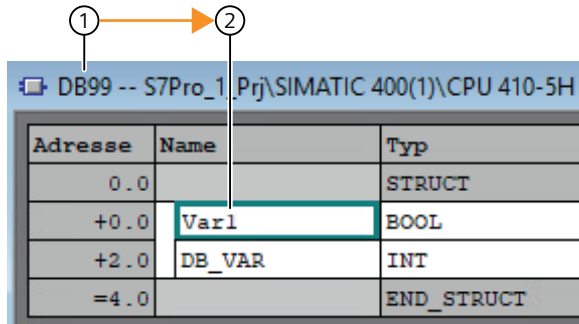 1 2
DB99 -- S7Pro_1_Prj\SIMATIC 400(1)\CPU 410-5H
Adresse Name Typ
0.0 STRUCT
+0.0 Var1 BOOL
+2.0 DB_VAR INT
=4.0 END_STRUCT